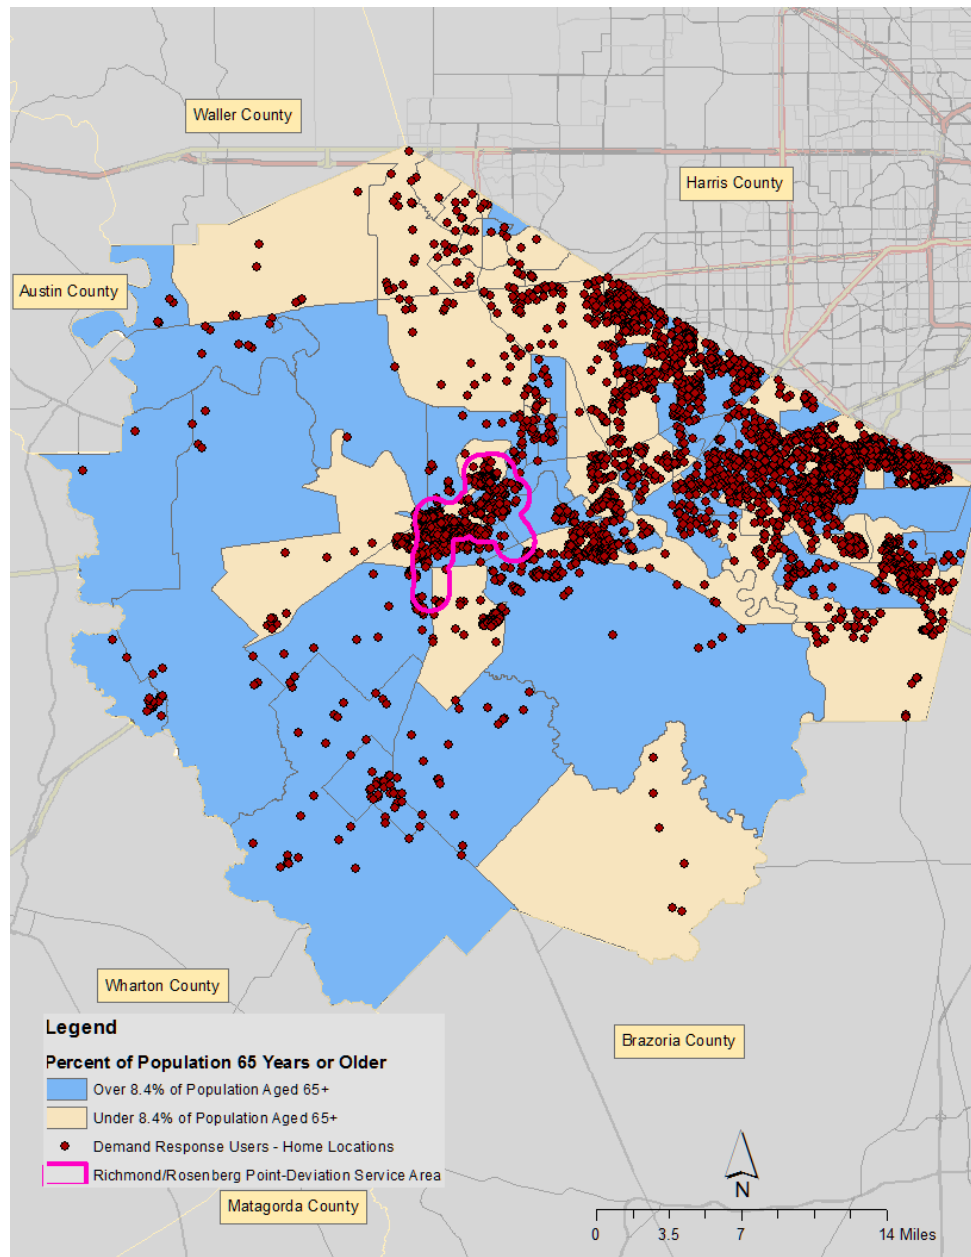 Waller County
Harris County
Austin County
Wharton County
Legend
Percent of Population 65 Years or Older
Over 8.4% of Population Aged 65+
Under 8.4% of Population Aged 65+
Demand Response Users - Home Locations
Richmond/Rosenberg Point-Deviation Service Area
Brazoria County
Matagorda County
N
0 3.5 7 14 Miles